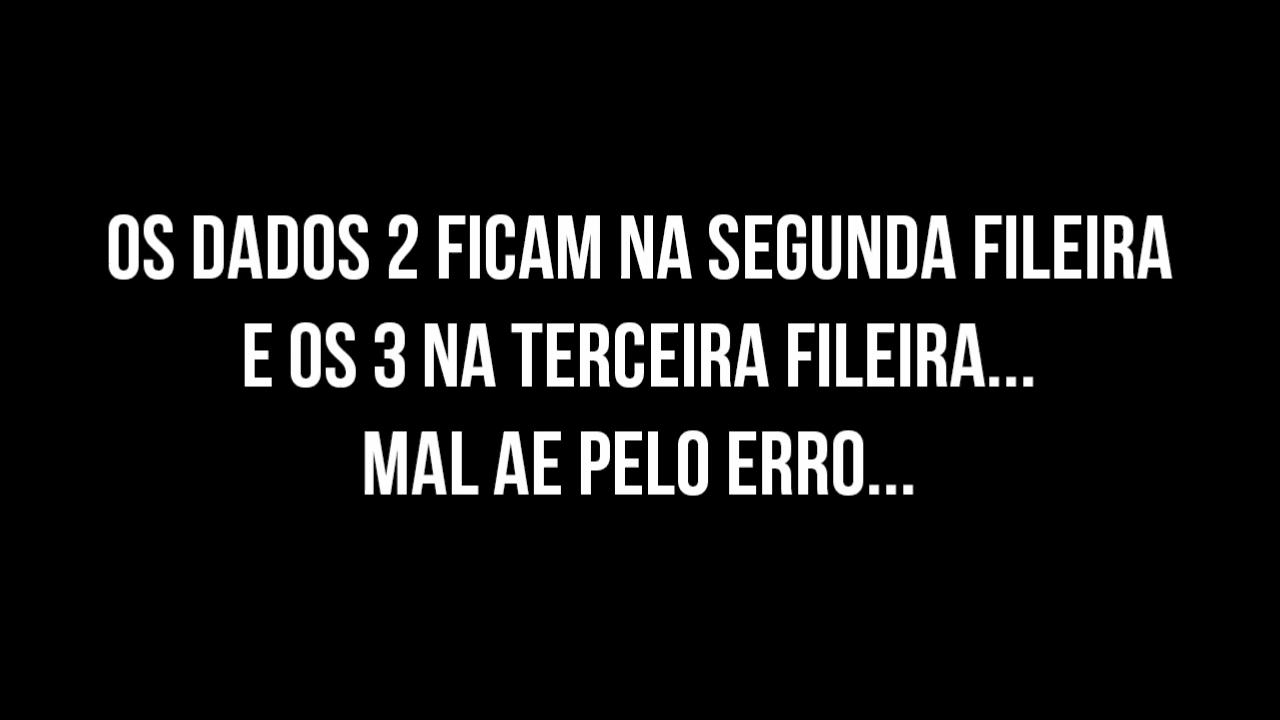 OS DADOS 2 FICAM NA SEGUNDA FILEIRA
E OS 3 NA TERCEIRA FILEIRA...
MAL AE PELO ERRO...